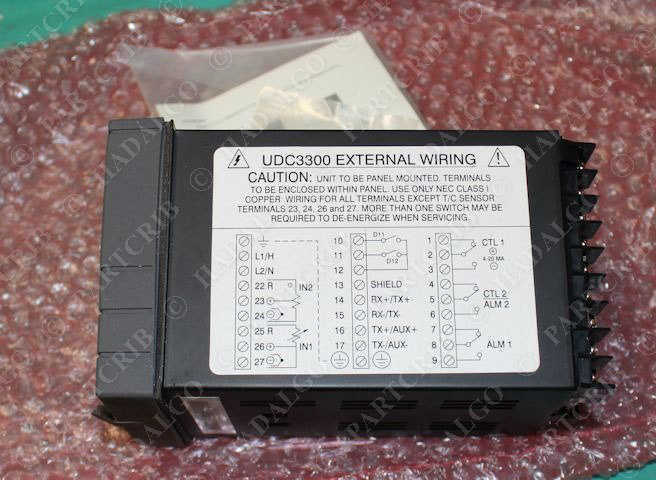 UDC3300 EXTERNAL WIRING
CAUTION: UNIT TO BE PANEL MOUNTED. TERMINALS
TO BE ENCLOSED WITHIN PANEL. USE ONLY NEC CLASS I
COPPER WIRING FOR ALL TERMINALS EXCEPT T/C SENSOR
TERMINALS 23, 24, 26 and 27. MORE THAN ONE SWITCH MAY BE
REQUIRED TO DE-ENERGIZE WHEN SERVICING.
L1/H
L2/N
22 R
23 +
IN2
24 -
25 R
26 +
IN1
27 -
10
DI1
11
DI2
12
13 SHIELD
14 RX+/TX+
15 RX-/TX-
16 TX+/AUX+
17 TX-/AUX-
1
CTL 1
2
+
4-20 MA
3
-
4
5
CTL 2
ALM 2
6
7
8
ALM 1
9
© HADALGO
© PARTCRIB